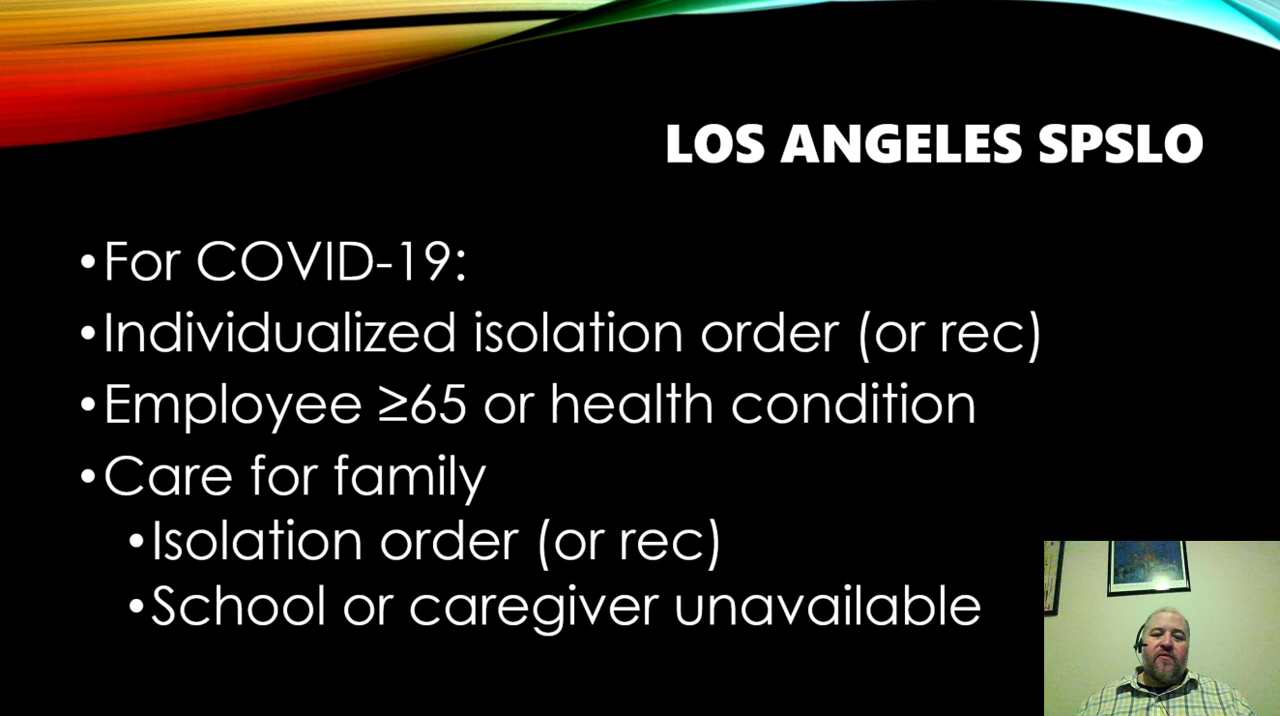 LOS ANGELES SPSLO
•For COVID-19:
•Individualized isolation order (or rec)
•Employee ≥65 or health condition
•Care for family
•Isolation order (or rec)
•School or caregiver unavailable